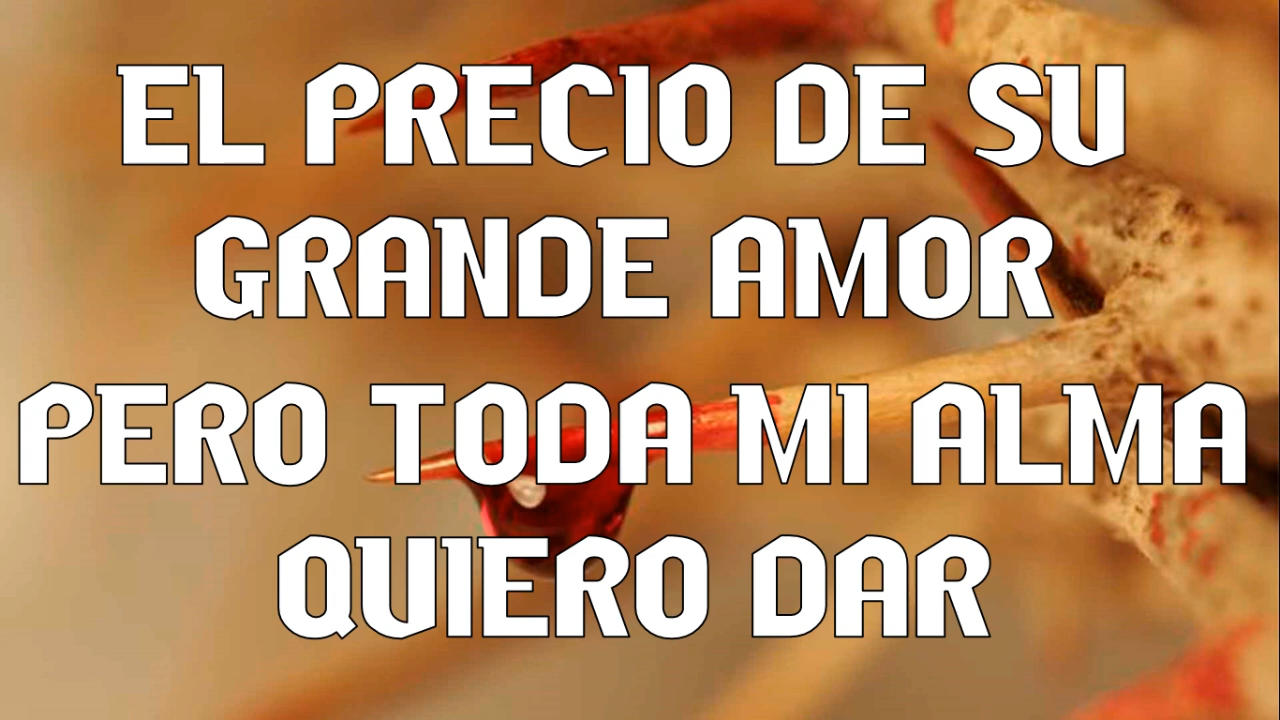 EL PRECIO DE SU
GRANDE AMOR
PERO TODA MI ALMA
QUIERO DAR